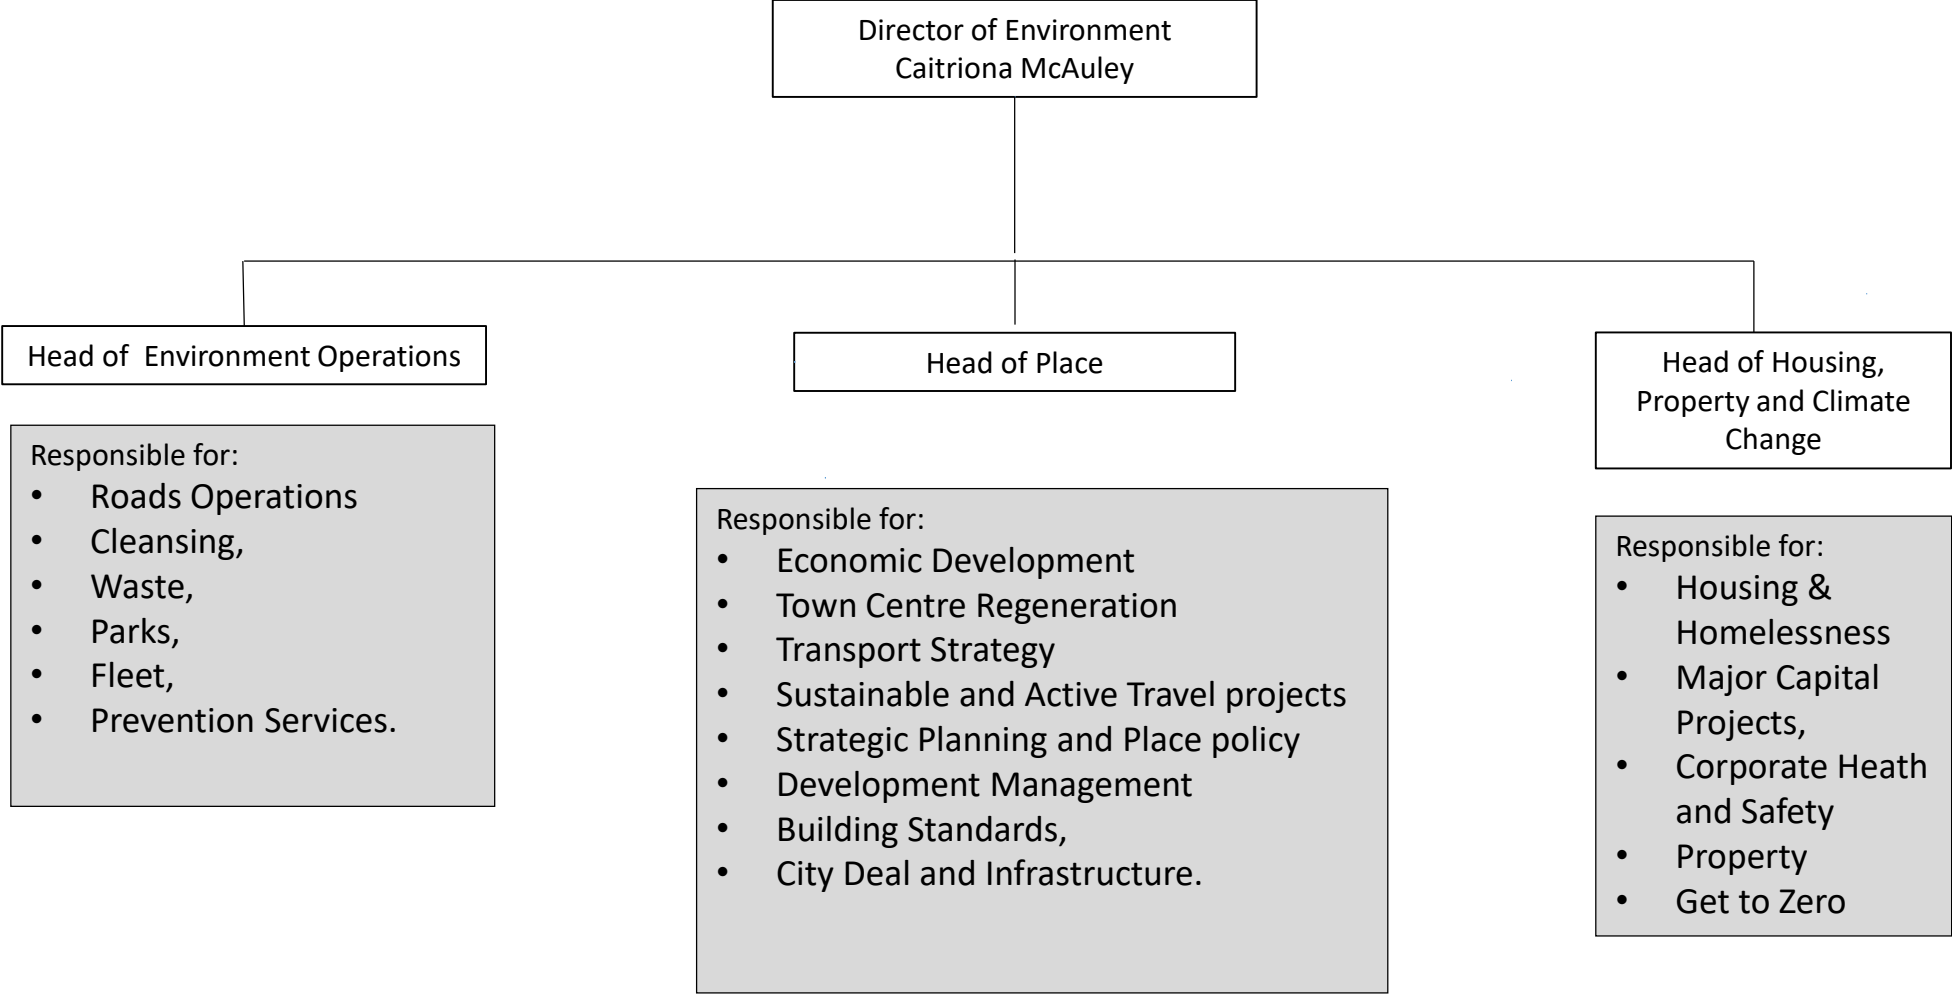 Director of Environment
Caitriona McAuley
Head of  Environment Operations
Responsible for:
• Roads Operations
• Cleansing,
• Waste,
• Parks,
• Fleet,
• Prevention Services.
Head of Place
Responsible for:
• Economic Development
• Town Centre Regeneration
• Transport Strategy
• Sustainable and Active Travel projects
• Strategic Planning and Place policy
• Development Management
• Building Standards,
• City Deal and Infrastructure.
Head of Housing,
Property and Climate
Change
Responsible for:
• Housing &
Homelessness
• Major Capital
Projects,
• Corporate Heath
and Safety
• Property
• Get to Zero